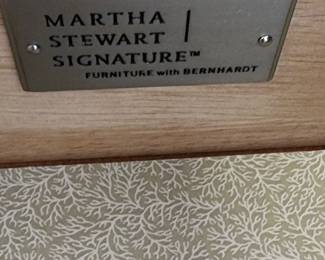 MARTHA
STEWART
SIGNATURE™
FURNITURE with BERNHARDT